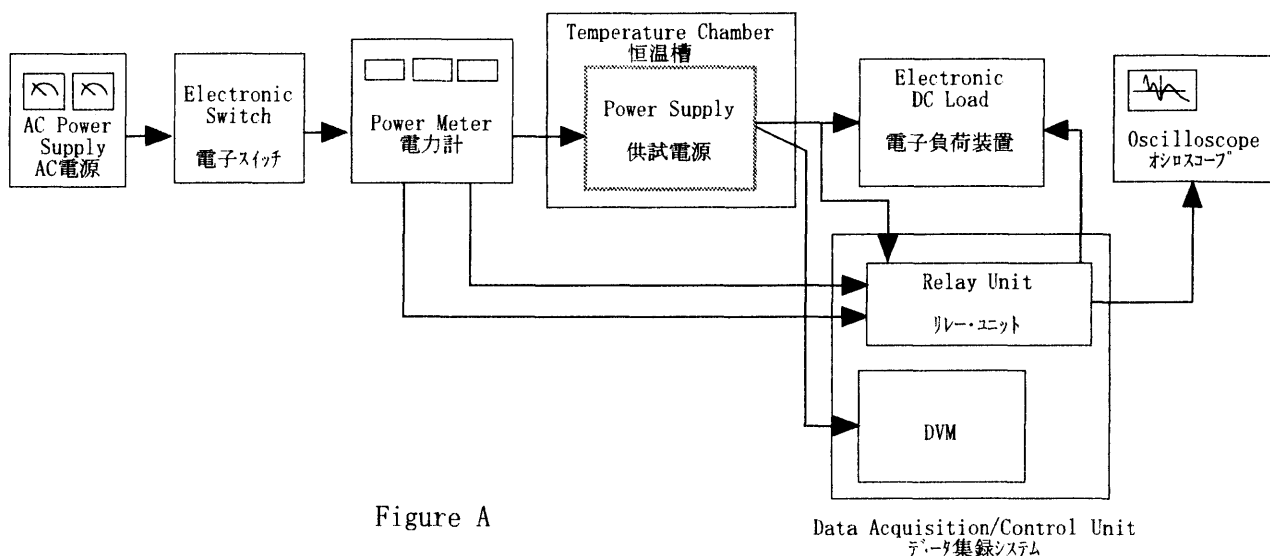 AC Power
Supply
AC電源
Electronic
Switch
電子スイッチ
Power Meter
電力計
Temperature Chamber
恒温槽
Power Supply
供試電源
Electronic
DC Load
電子負荷装置
Oscilloscope
オシロスコープ
Relay Unit
リレー・ユニット
DVM
Data Acquisition/Control Unit
データ集録システム
Figure A